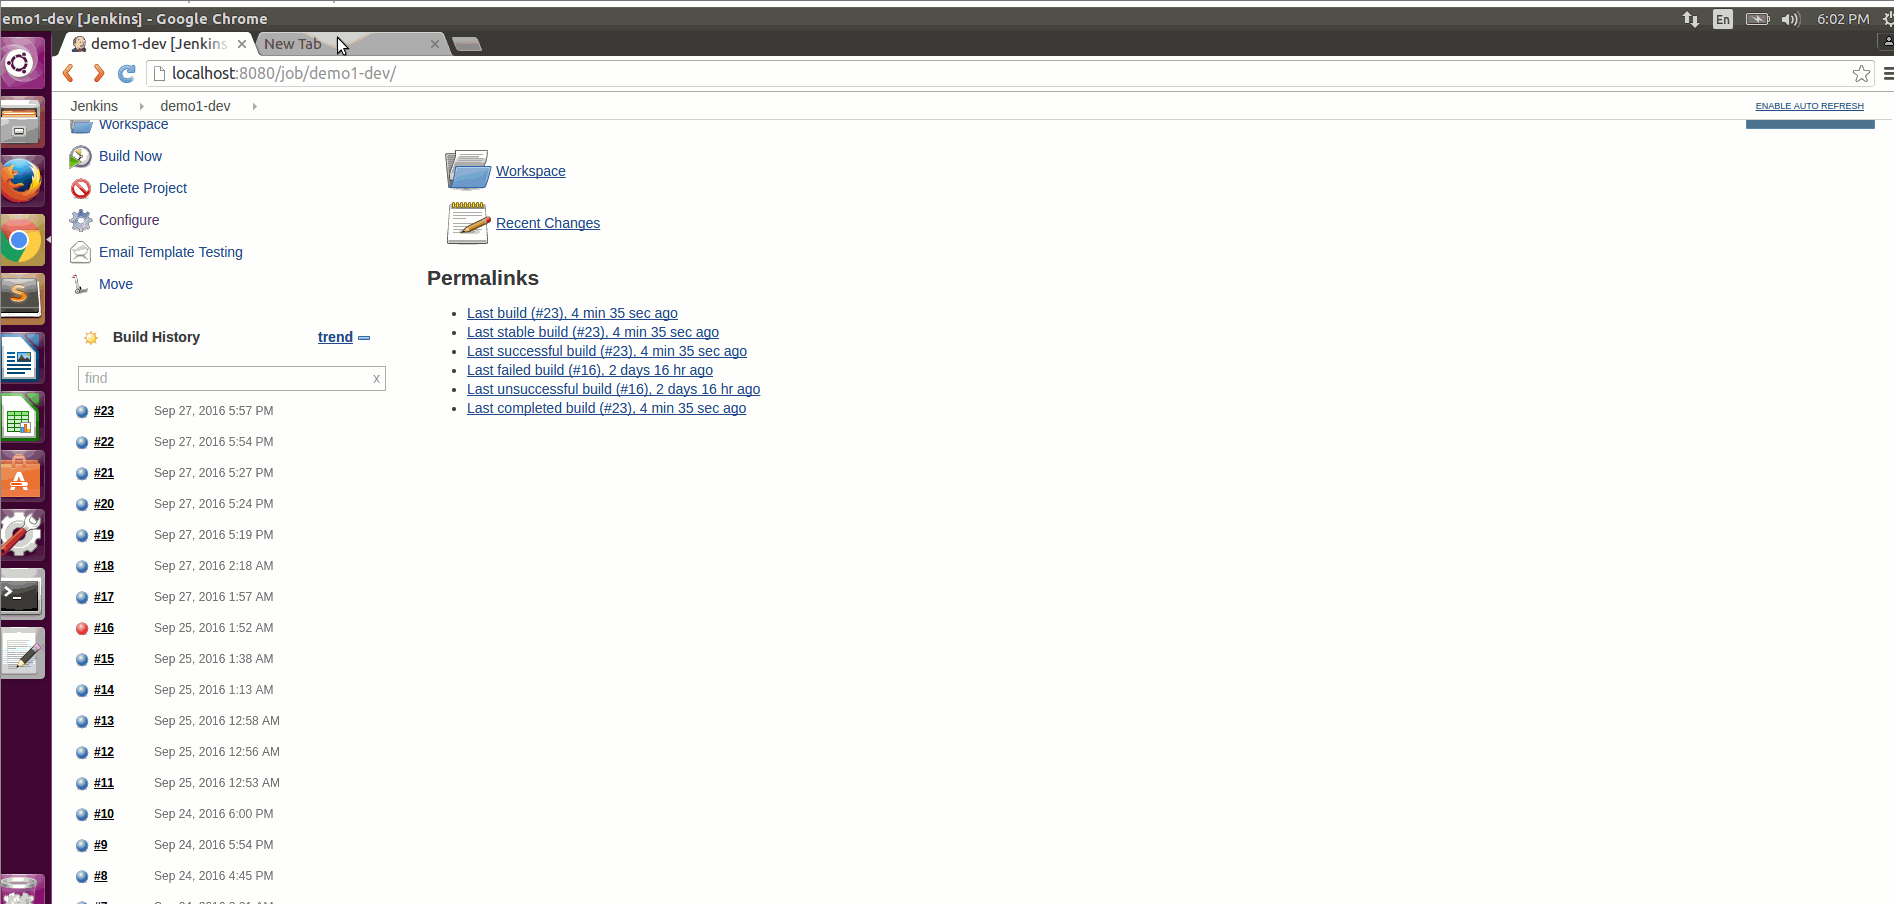 emo1-dev [Jenkins] - Google Chrome
En
6:02 PM
demo1-dev [Jenkins
New Tab
localhost:8080/job/demo1-dev/
Jenkins
demo1-dev
ENABLE AUTO REFRESH
Workspace
Build Now
Delete Project
Configure
Email Template Testing
Move
Build History
trend
find
x
#23 Sep 27, 2016 5:57 PM
#22 Sep 27, 2016 5:54 PM
#21 Sep 27, 2016 5:27 PM
#20 Sep 27, 2016 5:24 PM
#19 Sep 27, 2016 5:19 PM
#18 Sep 27, 2016 2:18 AM
#17 Sep 27, 2016 1:57 AM
#16 Sep 25, 2016 1:52 AM
#15 Sep 25, 2016 1:38 AM
#14 Sep 25, 2016 1:13 AM
#13 Sep 25, 2016 12:58 AM
#12 Sep 25, 2016 12:56 AM
#11 Sep 25, 2016 12:53 AM
#10 Sep 24, 2016 6:00 PM
#9 Sep 24, 2016 5:54 PM
#8 Sep 24, 2016 4:45 PM
Workspace
Recent Changes
Permalinks
Last build (#23), 4 min 35 sec ago
Last stable build (#23), 4 min 35 sec ago
Last successful build (#23), 4 min 35 sec ago
Last failed build (#16), 2 days 16 hr ago
Last unsuccessful build (#16), 2 days 16 hr ago
Last completed build (#23), 4 min 35 sec ago